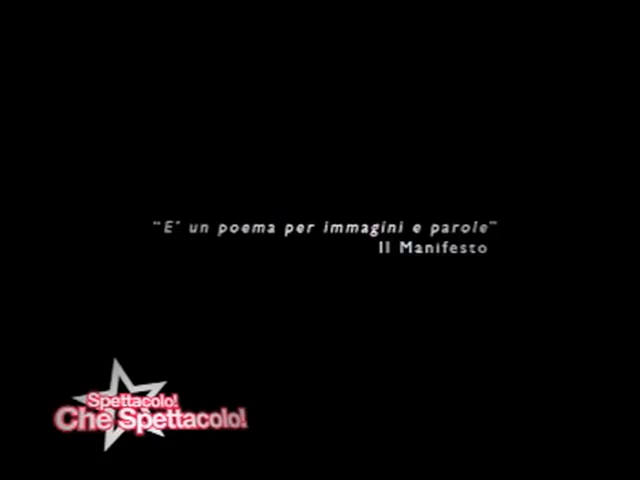 "E' un poema per immagini e parole"
Il Manifesto
Spettacolo!
Che Spettacolo!